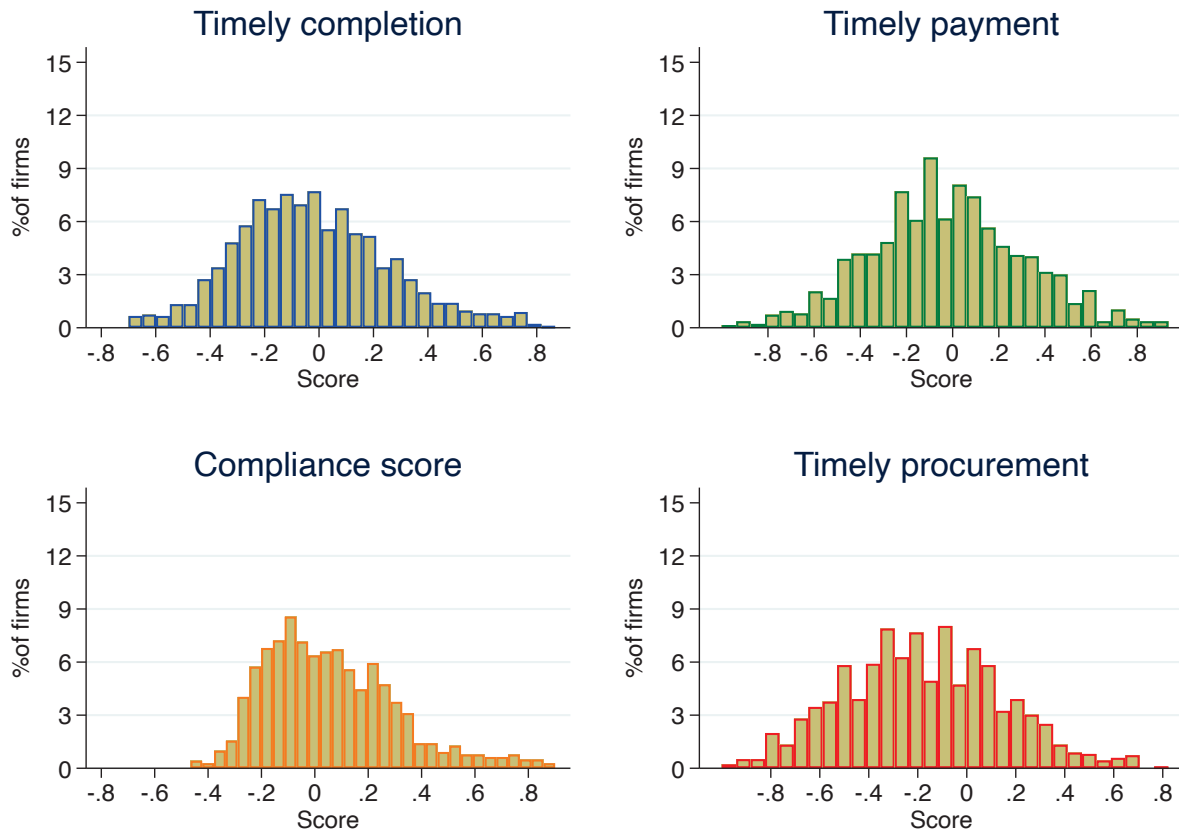 Timely completion
%of firms
15
12
9
6
3
0
-.8 -.6 -.4 -.2 0 .2 .4 .6 .8
Score
Timely payment
%of firms
15
12
9
6
3
0
-.8 -.6 -.4 -.2 0 .2 .4 .6 .8
Score
Compliance score
%of firms
15
12
9
6
3
0
-.8 -.6 -.4 -.2 0 .2 .4 .6 .8
Score
Timely procurement
%of firms
15
12
9
6
3
0
-.8 -.6 -.4 -.2 0 .2 .4 .6 .8
Score